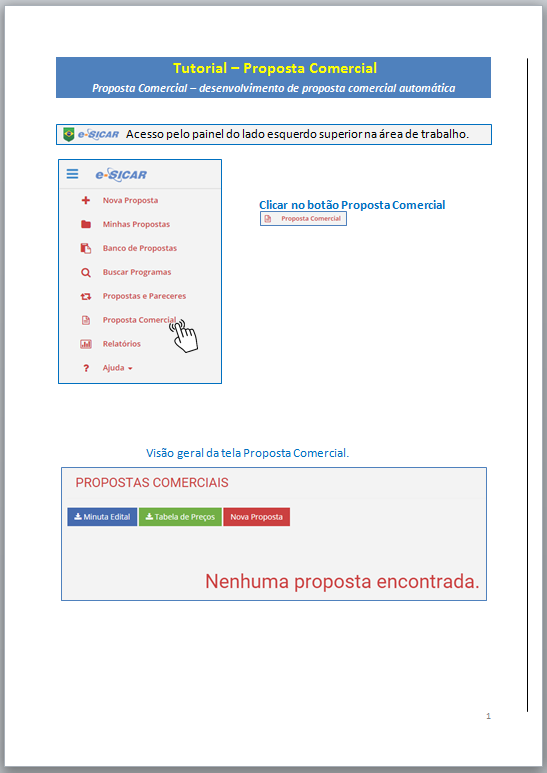 Tutorial – Proposta Comercial
Proposta Comercial – desenvolvimento de proposta comercial automática
e-SICAR Acesso pelo painel do lado esquerdo superior na área de trabalho.
e-SICAR
Nova Proposta
Minhas Propostas
Banco de Propostas
Buscar Programas
Propostas e Pareceres
Proposta Comercial
Relatórios
? Ajuda
Clicar no botão Proposta Comercial
Proposta Comercial
Visão geral da tela Proposta Comercial.
PROPOSTAS COMERCIAIS
Minuta Edital Tabela de Preços Nova Proposta
Nenhuma proposta encontrada.
1